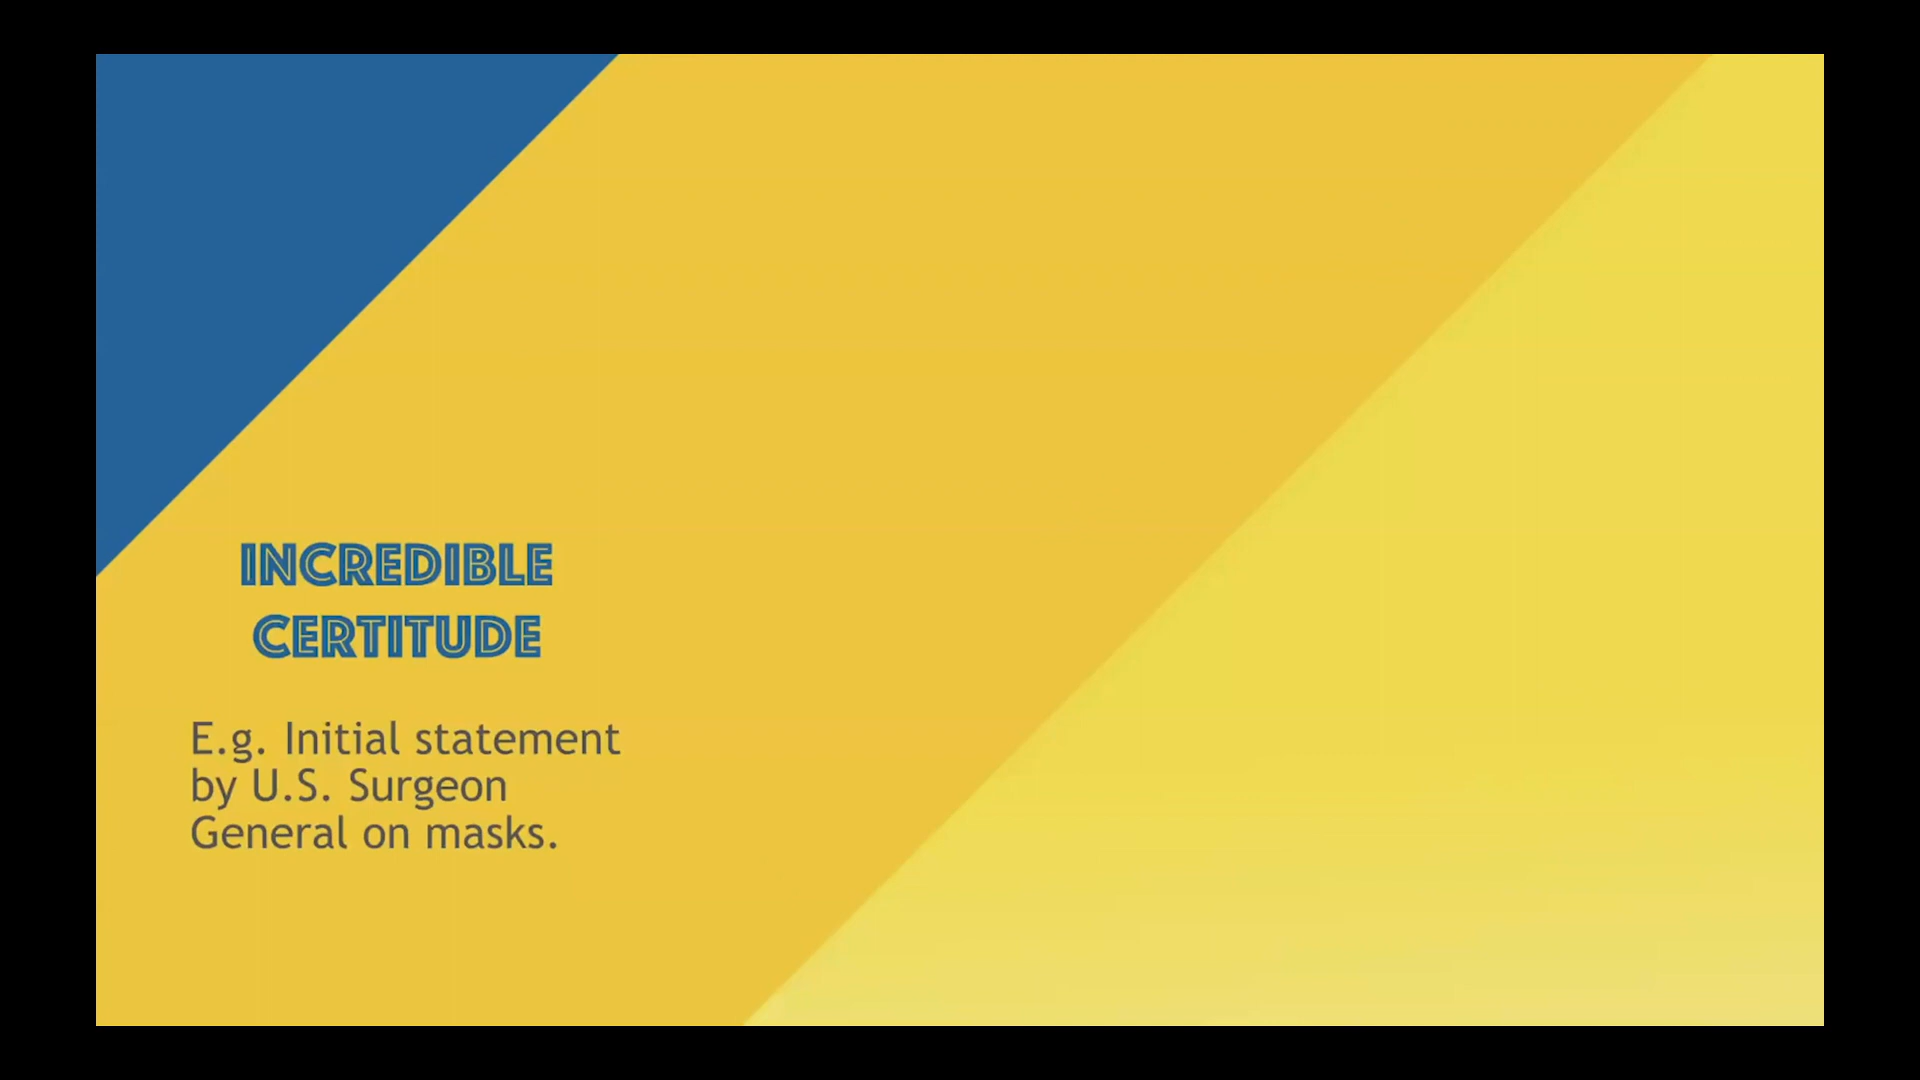 INCREDIBLE
CERTITUDE
E.g. Initial statement
by U.S. Surgeon
General on masks.